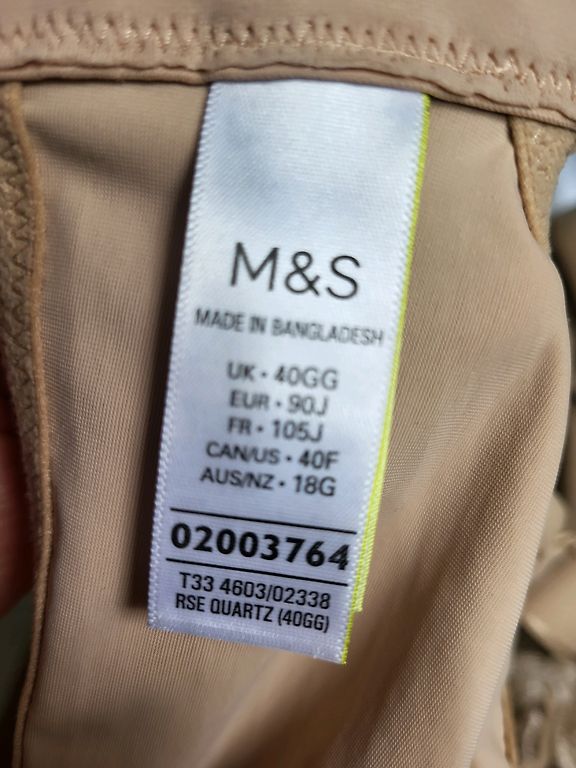 M&S
MADE IN BANGLADESH
UK • 40GG
EUR • 90J
FR • 105J
CAN/US • 40F
AUS/NZ • 18G
02003764
T33 4603/02338
RSE QUARTZ (40GG)